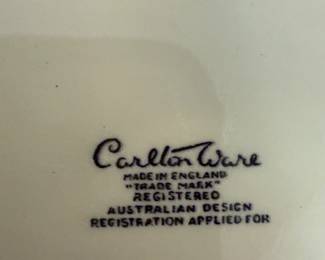 Carlton Ware
MADE IN ENGLAND
"TRADE MARK"
REGISTERED
AUSTRALIAN DESIGN
REGISTRATION APPLIED FOR